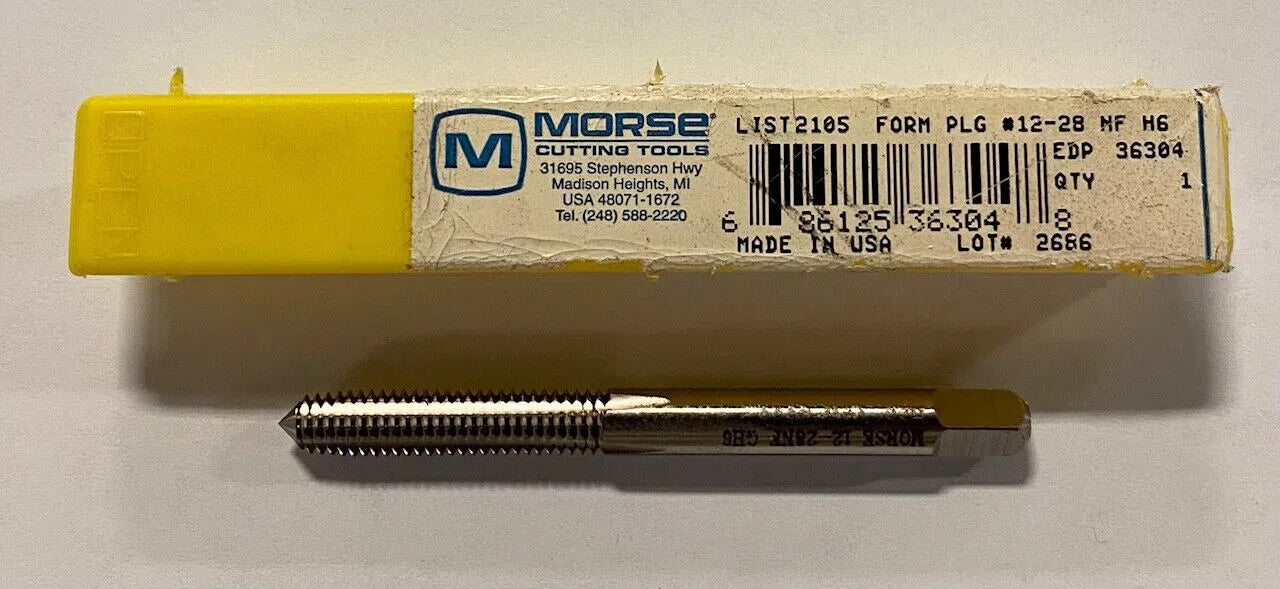 M
MORSE®
CUTTING TOOLS
31695 Stephenson Hwy
Madison Heights, MI
USA 48071-1672
Tel. (248) 588-2220
LIST2105 FORM PLG #12-28 NF H6
EDP 36304
QTY 1
6 86125 36304 8
MADE IN USA LOT# 2686
MORSE 12-28NF GH6